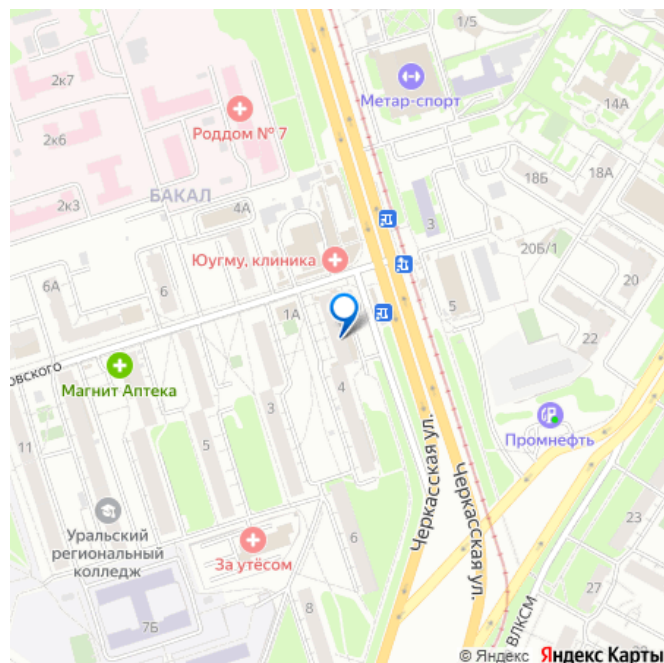 1/5
2к7
Метар-спорт
14А
Роддом № 7
2к6
18А
18Б
БАКАЛ
2к3
4А
3
20Б/1
Юугму, клиника
20
6А
6
5
1А
22
овского
Магнит Аптека
4
3
Промнефть
11
5
Черкасская ул.
Черкасская ул.
Уральский
региональный
колледж
23
За утёсом
6
27
7Б
8
ВЛКСМ
© Яндекс Яндекс Карты